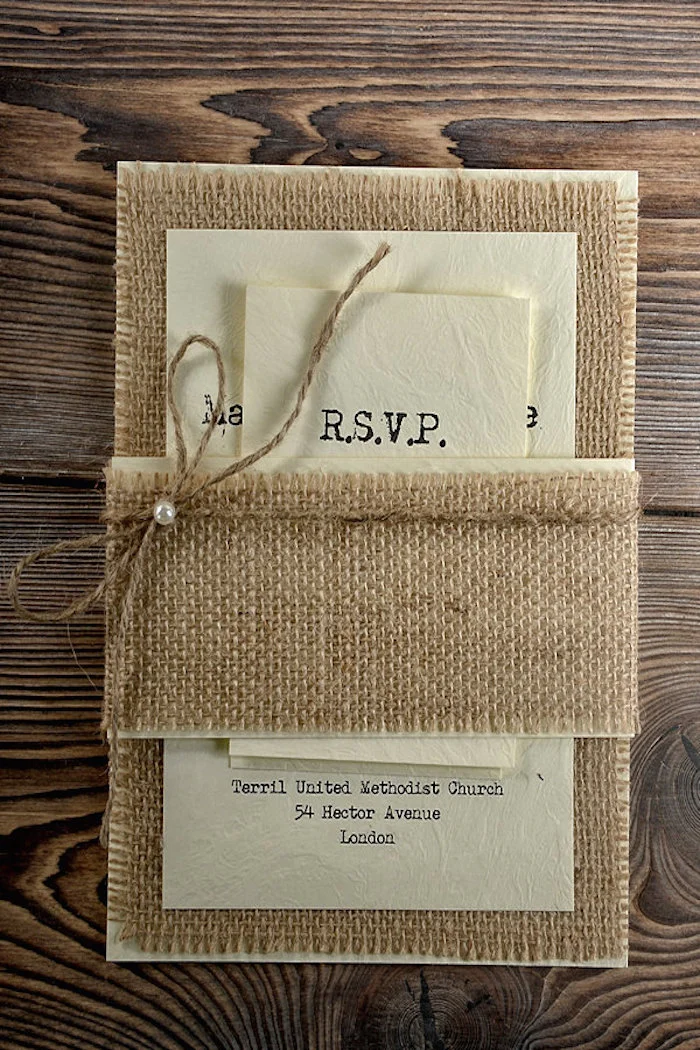 R.S.V.P.
Terril United Methodist Church
54 Hector Avenue
London